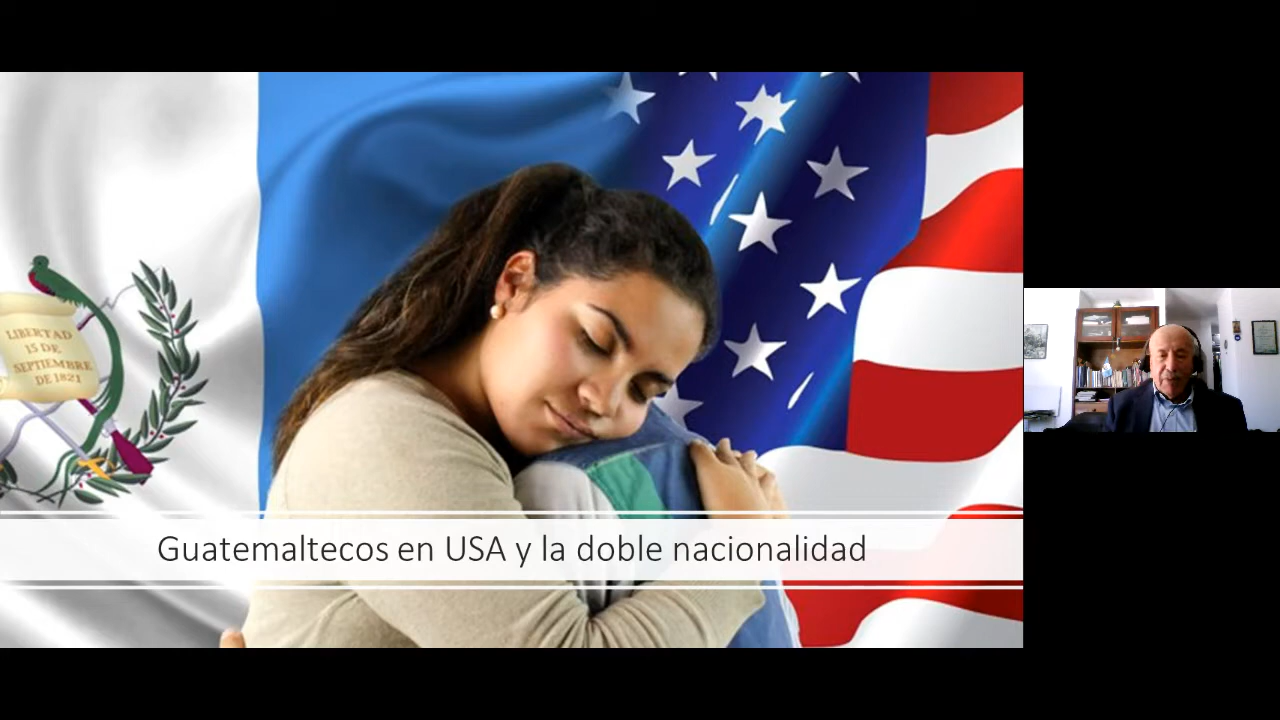 LIBERTAD
15 DE
SEPTIEMBRE
DE 1821
Guatemaltecos en USA y la doble nacionalidad